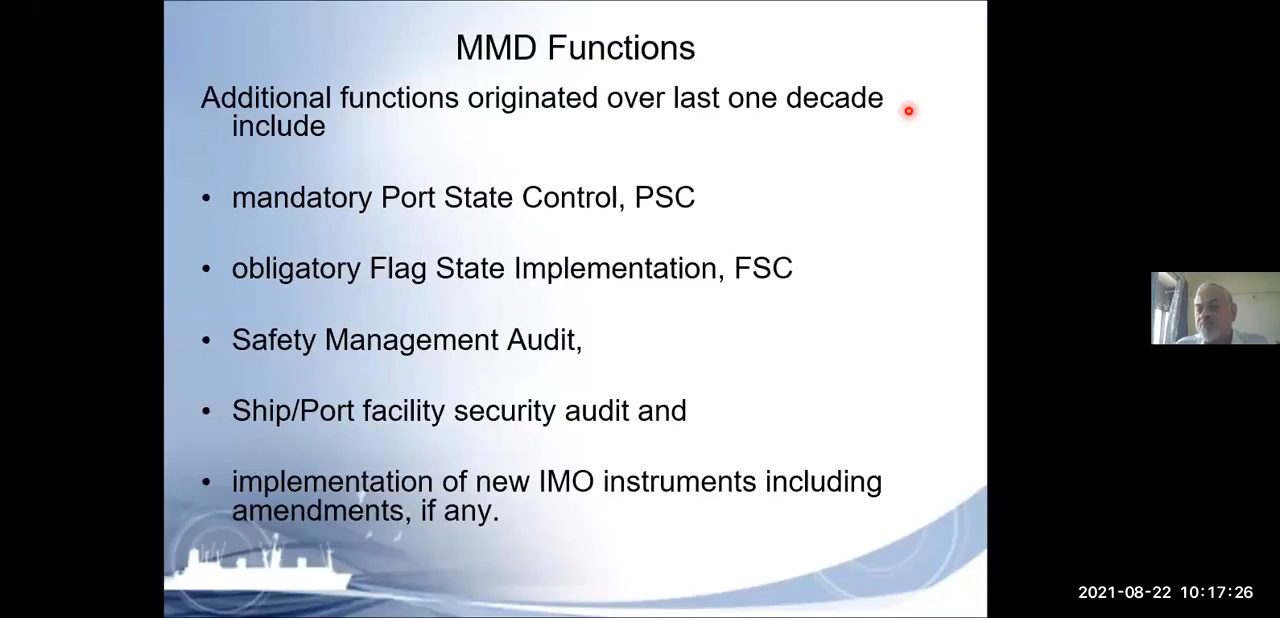 MMD Functions
Additional functions originated over last one decade
include
• mandatory Port State Control, PSC
• obligatory Flag State Implementation, FSC
• Safety Management Audit,
• Ship/Port facility security audit and
• implementation of new IMO instruments including
amendments, if any.
2021-08-22 10:17:26